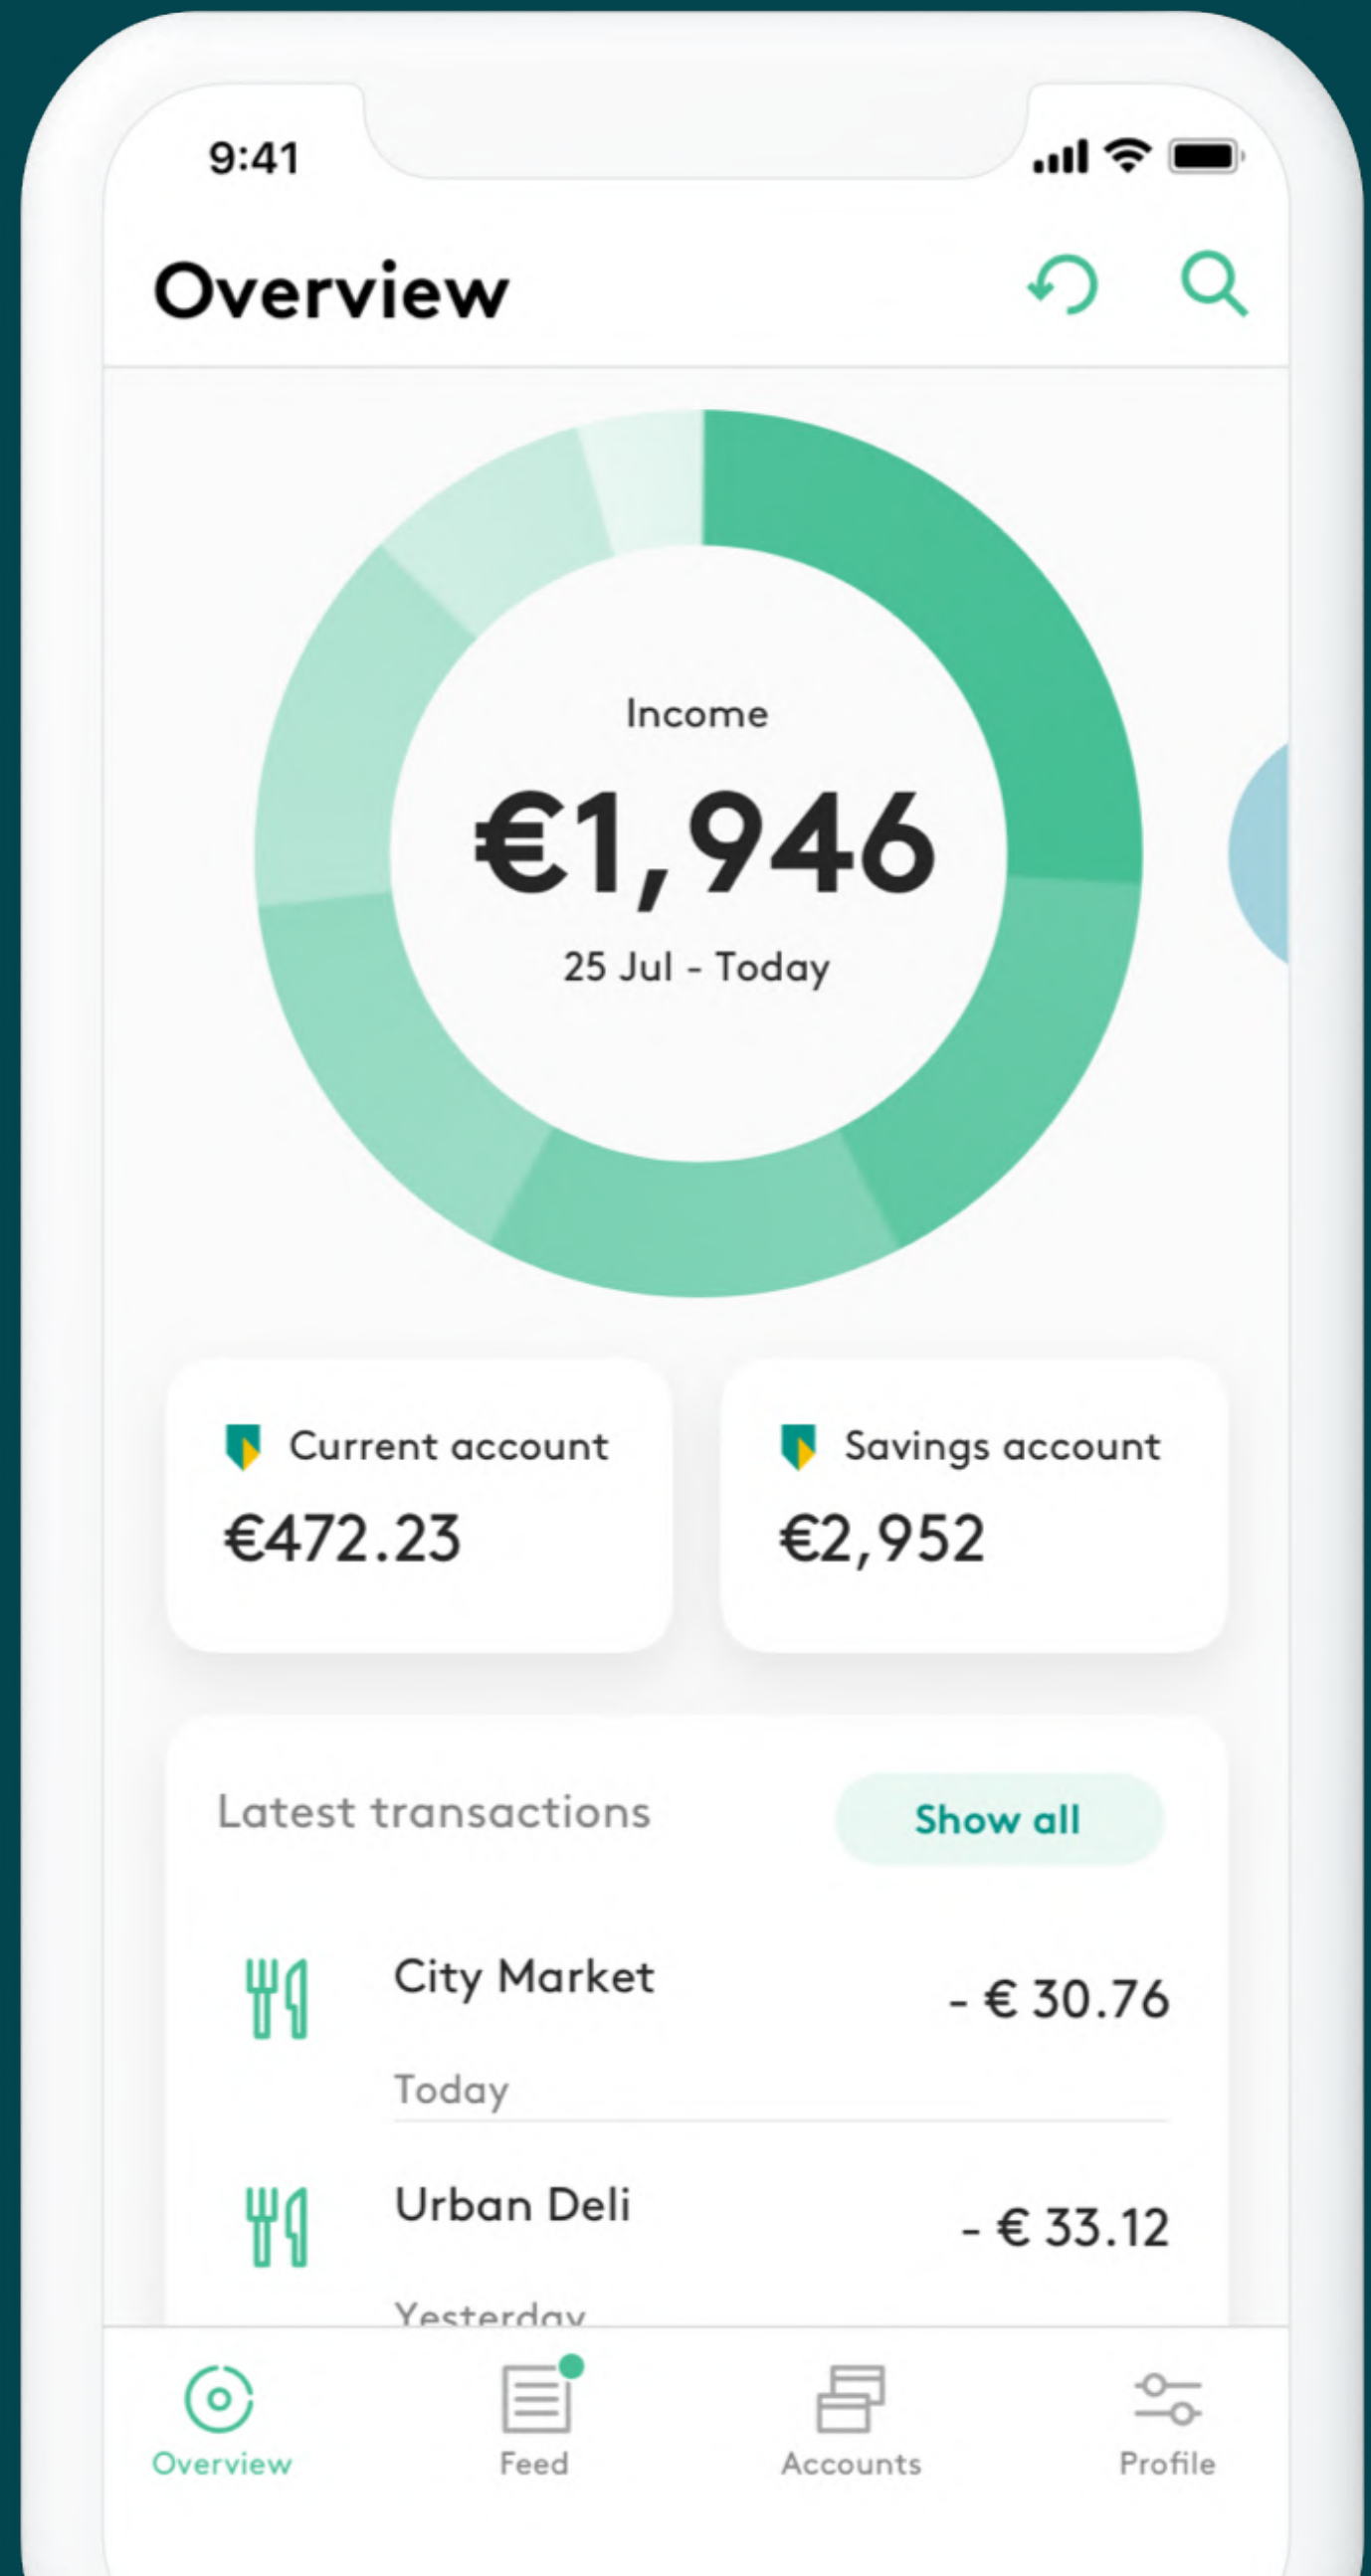 9:41
Overview
Income
€1,946
25 Jul - Today
Current account
€472.23
Savings account
€2,952
Latest transactions
Show all
City Market
- € 30.76
Today
Urban Deli
- € 33.12
Yesterday
Overview
Feed
Accounts
Profile